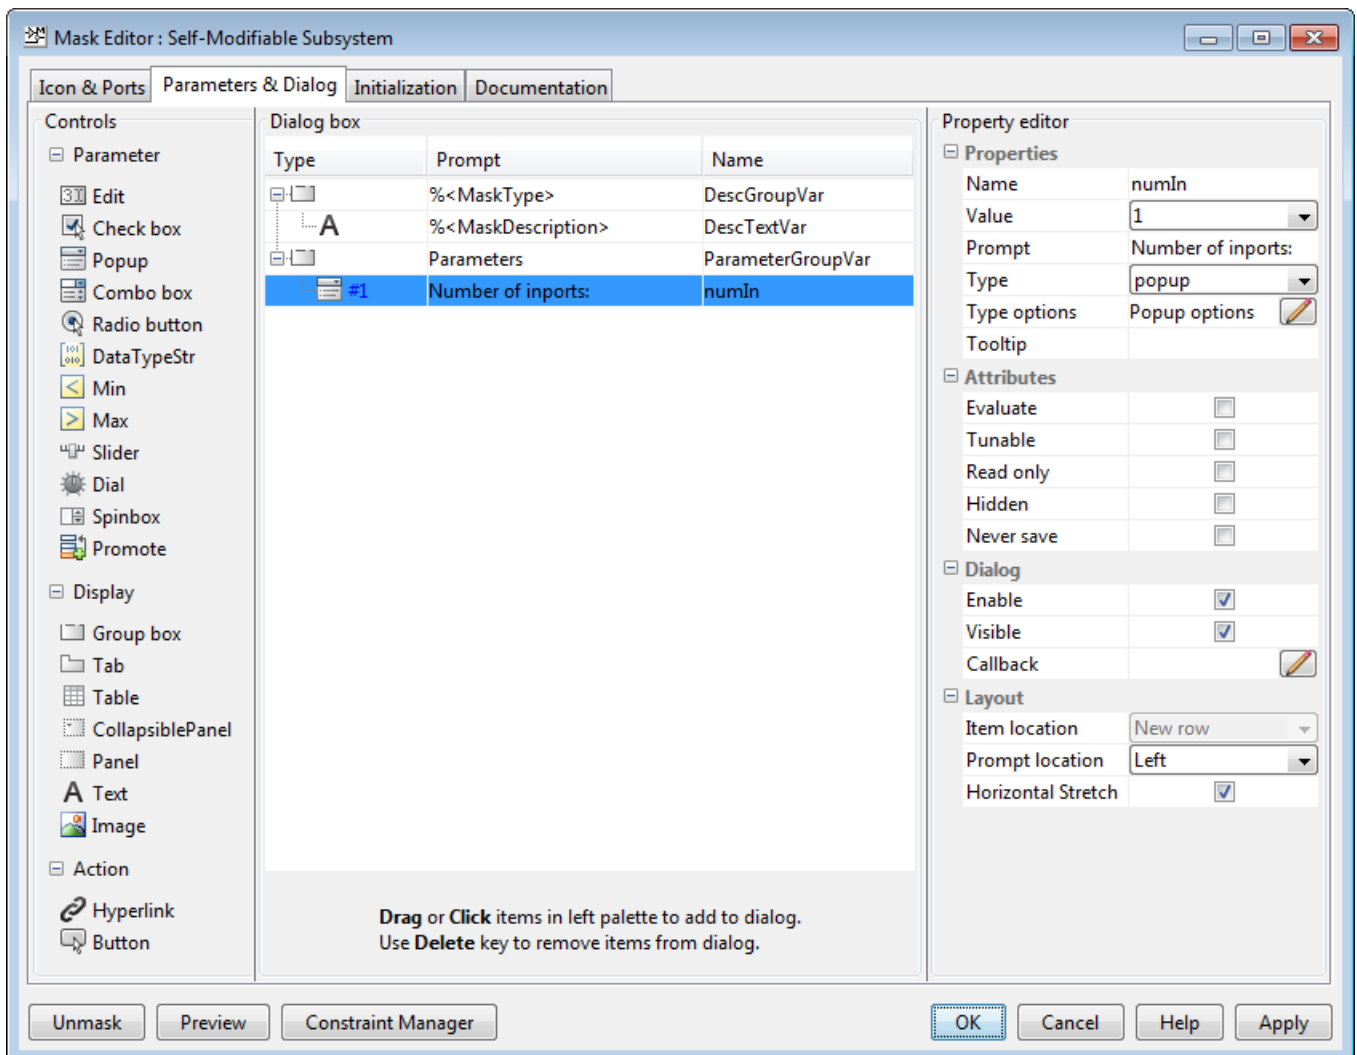 Mask Editor : Self-Modifiable Subsystem
Icon & Ports Parameters & Dialog Initialization Documentation
Controls
Parameter
Edit
Check box
Popup
Combo box
Radio button
DataTypeStr
Min
Max
Slider
Dial
Spinbox
Promote
Display
Group box
Tab
Table
CollapsiblePanel
Panel
A Text
Image
Action
Hyperlink
Button
Dialog box
Type Prompt Name
%<MaskType> DescGroupVar
A %<MaskDescription> DescTextVar
Parameters ParameterGroupVar
#1 Number of inports: numIn
Drag or Click items in left palette to add to dialog.
Use Delete key to remove items from dialog.
Property editor
Properties
Name numIn
Value 1
Prompt Number of inports:
Type popup
Type options Popup options
Tooltip
Attributes
Evaluate
Tunable
Read only
Hidden
Never save
Dialog
Enable
Visible
Callback
Layout
Item location New row
Prompt location Left
Horizontal Stretch
Unmask Preview Constraint Manager OK Cancel Help Apply